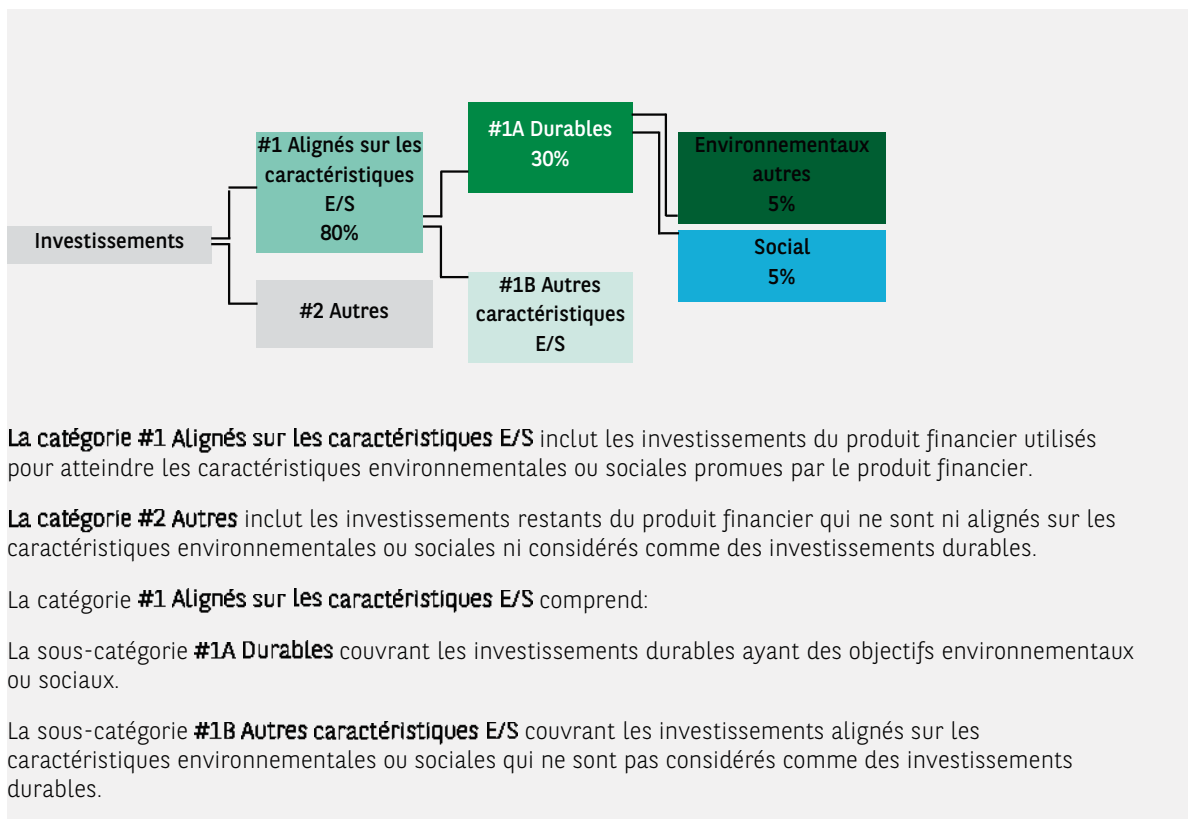 #1A Durables
30%
#1 Alignés sur les
caractéristiques
E/S
80%
Environnementaux
autres
5%
Investissements
Social
5%
#2 Autres
#1B Autres
caractéristiques
E/S
La catégorie #1 Alignés sur les caractéristiques E/S inclut les investissements du produit financier utilisés
pour atteindre les caractéristiques environnementales ou sociales promues par le produit financier.
La catégorie #2 Autres inclut les investissements restants du produit financier qui ne sont ni alignés sur les
caractéristiques environnementales ou sociales ni considérés comme des investissements durables.
La catégorie #1 Alignés sur les caractéristiques E/S comprend:
La sous-catégorie #1A Durables couvrant les investissements durables ayant des objectifs environnementaux
ou sociaux.
La sous-catégorie #1B Autres caractéristiques E/S couvrant les investissements alignés sur les
caractéristiques environnementales ou sociales qui ne sont pas considérés comme des investissements
durables.